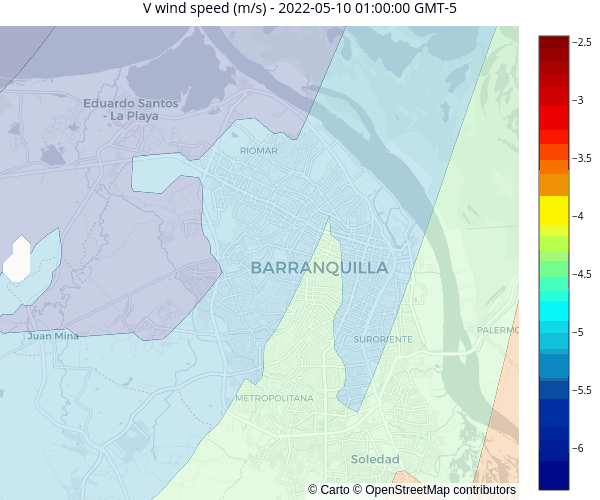 V wind speed (m/s) - 2022-05-10 01:00:00 GMT-5
−2.5
−3
−3.5
−4
−4.5
−5
−5.5
−6
Eduardo Santos
- La Playa
RIOMAR
BARRANQUILLA
Juan Mina
SURORIENTE
PALERMO
METROPOLITANA
Soledad
© Carto © OpenStreetMap contributors